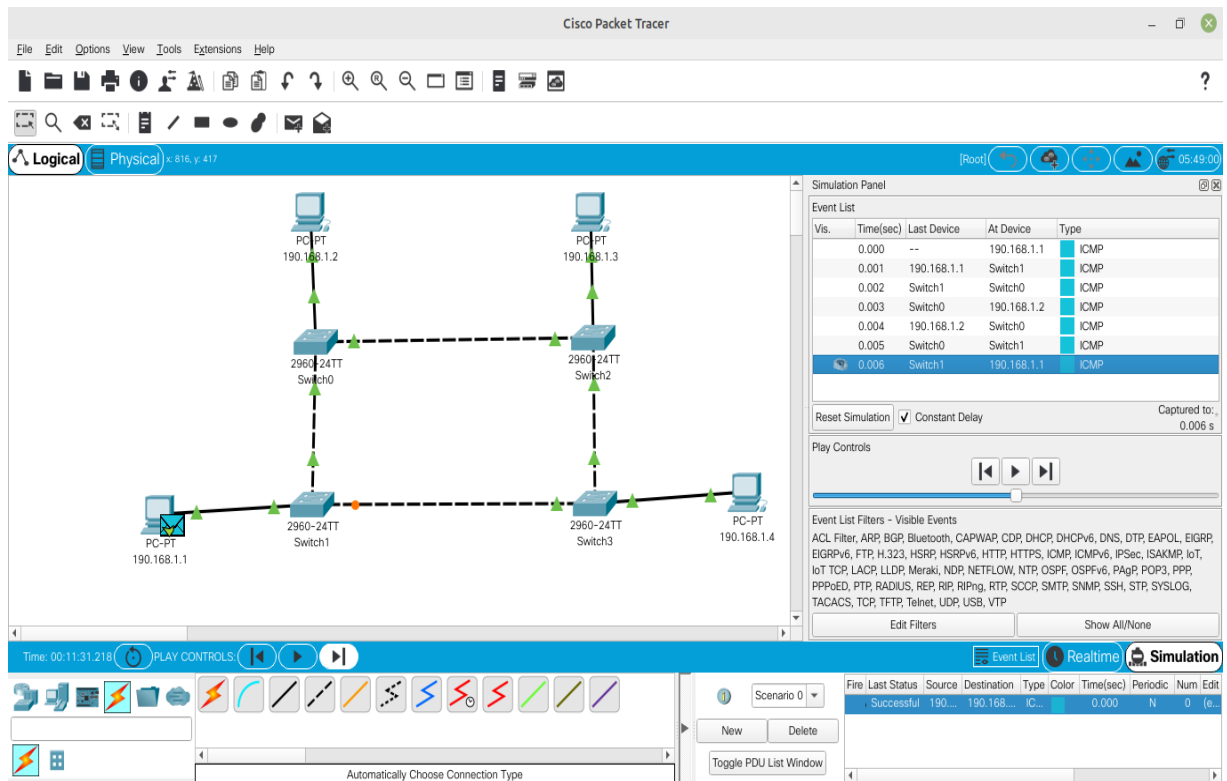 Cisco Packet Tracer
File Edit Options View Tools Extensions Help
?
Logical Physical x: 816, y: 417 [Root] 05:49:00
PC-PT
190.168.1.2
PC-PT
190.168.1.3
2960-24TT
Switch0
2960-24TT
Switch2
PC-PT
190.168.1.1
2960-24TT
Switch1
2960-24TT
Switch3
PC-PT
190.168.1.4
Simulation Panel
Event List
Vis. Time(sec) Last Device At Device Type
0.000 -- 190.168.1.1 ICMP
0.001 190.168.1.1 Switch1 ICMP
0.002 Switch1 Switch0 ICMP
0.003 Switch0 190.168.1.2 ICMP
0.004 190.168.1.2 Switch0 ICMP
0.005 Switch0 Switch1 ICMP
0.006 Switch1 190.168.1.1 ICMP
Reset Simulation Constant Delay Captured to:
0.006 s
Play Controls
Event List Filters - Visible Events
ACL Filter, ARP, BGP, Bluetooth, CAPWAP, CDP, DHCP, DHCPv6, DNS, DTP, EAPOL, EIGRP,
EIGRPv6, FTP, H.323, HSRP, HSRPv6, HTTP, HTTPS, ICMP, ICMPv6, IPSec, ISAKMP, IoT,
IoT TCP, LACP, LLDP, Meraki, NDP, NETFLOW, NTP, OSPF, OSPFv6, PAgP, POP3, PPP,
PPPoED, PTP, RADIUS, REP, RIP, RIPng, RTP, SCCP, SMTP, SNMP, SSH, STP, SYSLOG,
TACACS, TCP, TFTP, Telnet, UDP, USB, VTP
Edit Filters Show All/None
Time: 00:11:31.218 PLAY CONTROLS: Event List Realtime Simulation
Automatically Choose Connection Type
Scenario 0
New Delete
Toggle PDU List Window
Fire Last Status Source Destination Type Color Time(sec) Periodic Num Edit
Successful 190.... 190.168.... IC... 0.000 N 0 (e...